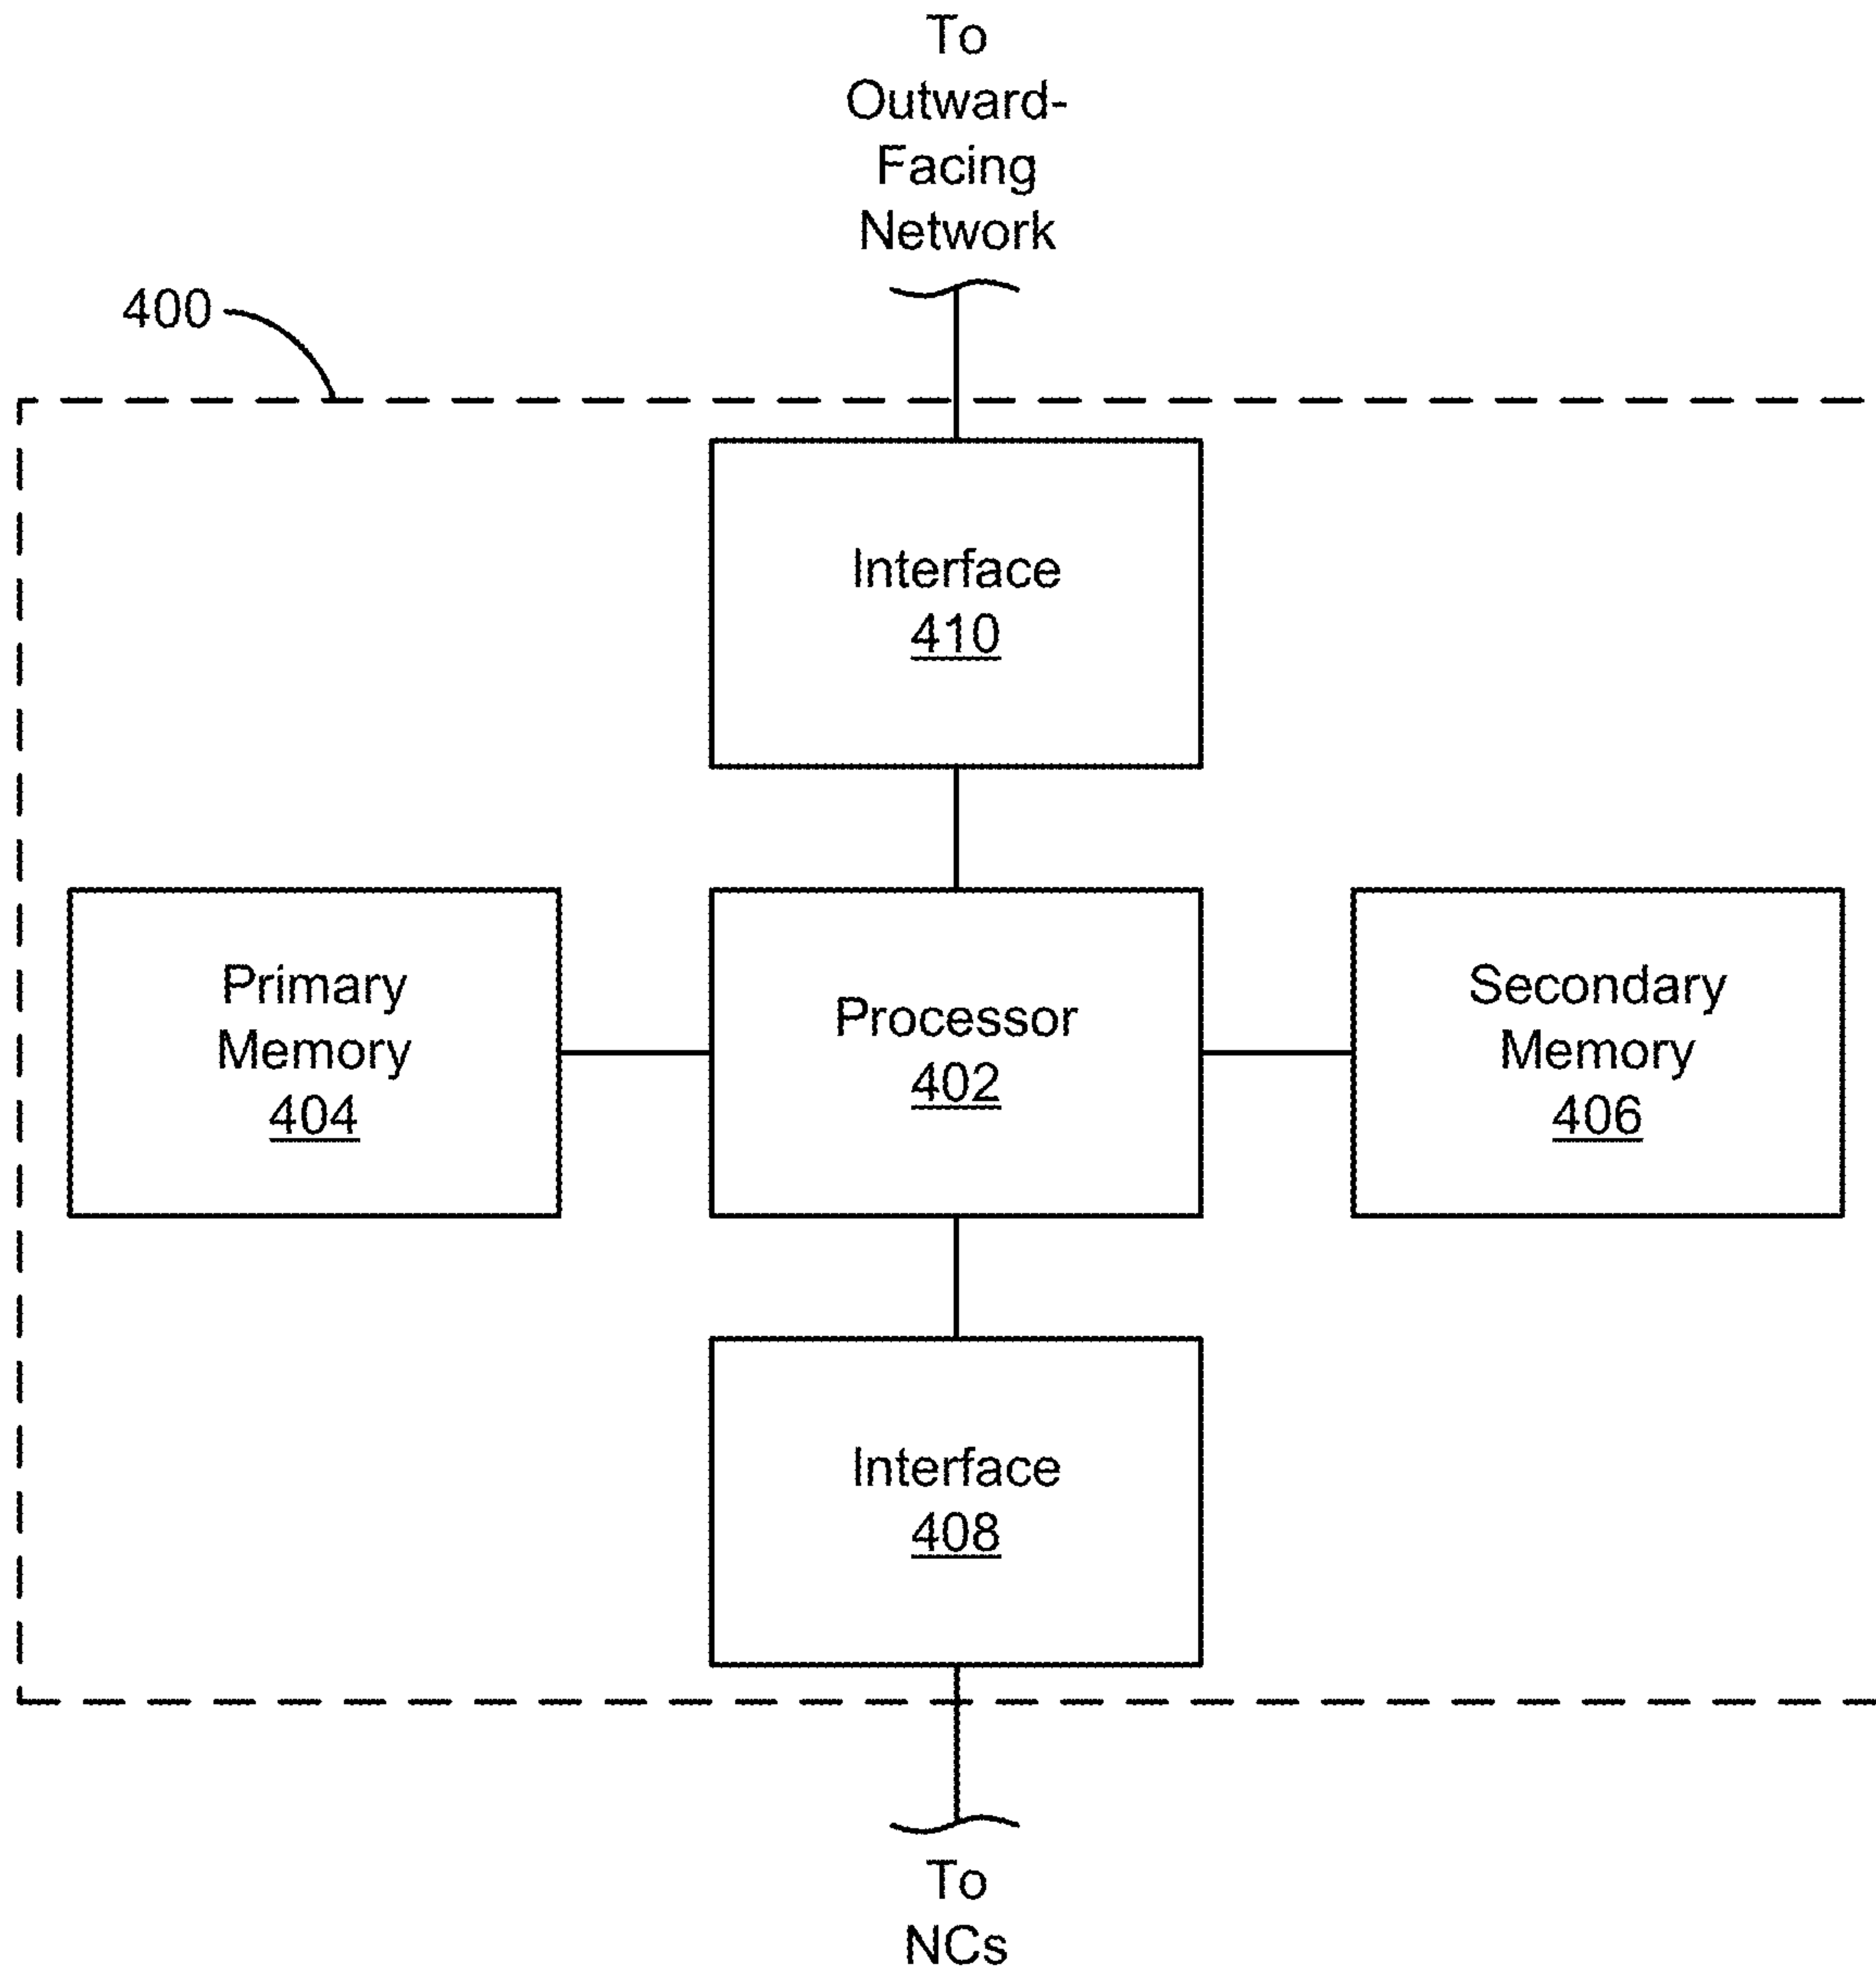 To
Outward-
Facing
Network
400
Interface
410
Primary
Memory
404
Processor
402
Secondary
Memory
406
Interface
408
To
NCs